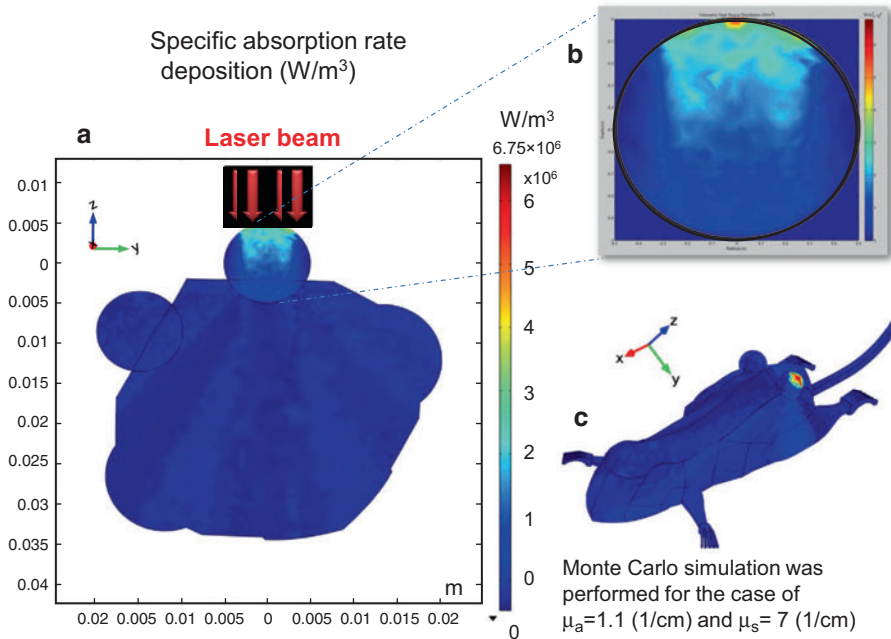 Specific absorption rate
deposition (W/m³)
a
Laser beam
W/m³
6.75×10⁶
x10⁶
6
5
4
3
2
1
0
0
0.01
0.005
0
0.005
0.01
0.015
0.02
0.025
0.03
0.035
0.04
z
y
m
0.02
0.005
0.01
0.005
0
0.005
0.01
0.015
0.02
b
z
x
y
c
Monte Carlo simulation was
performed for the case of
μₐ=1.1 (1/cm) and μₛ= 7 (1/cm)